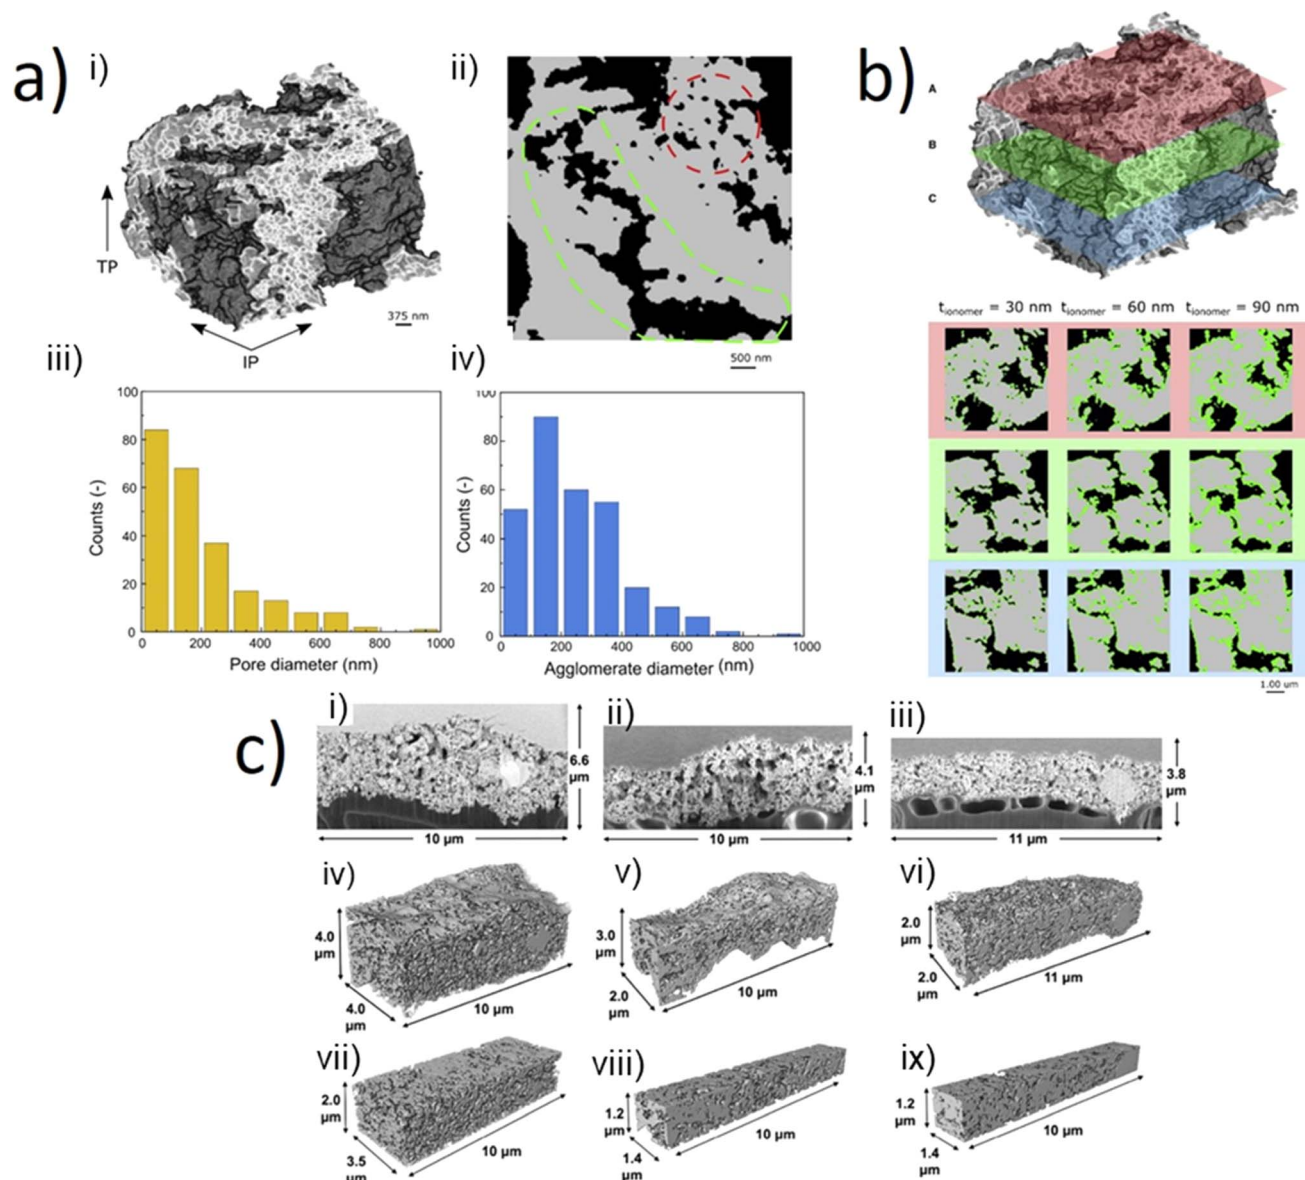 a)
i)
TP
IP
375 nm
ii)
500 nm
iii)
100
80
60
40
20
0
Counts (-)
0 200 400 600 800 1000
Pore diameter (nm)
iv)
100
80
60
40
20
0
Counts (-)
0 200 400 600 800 1000
Agglomerate diameter (nm)
b)
A
B
C
t ionomer = 30 nm t ionomer = 60 nm t ionomer = 90 nm
1.00 um
c)
i)
6.6
μm
10 μm
ii)
4.1
μm
10 μm
iii)
3.8
μm
11 μm
iv)
4.0
μm
4.0
μm
10 μm
v)
3.0
μm
2.0
μm
10 μm
vi)
2.0
μm
2.0
μm
11 μm
vii)
2.0
μm
3.5
μm
10 μm
viii)
1.2
μm
1.4
μm
10 μm
ix)
1.2
μm
1.4
μm
10 μm